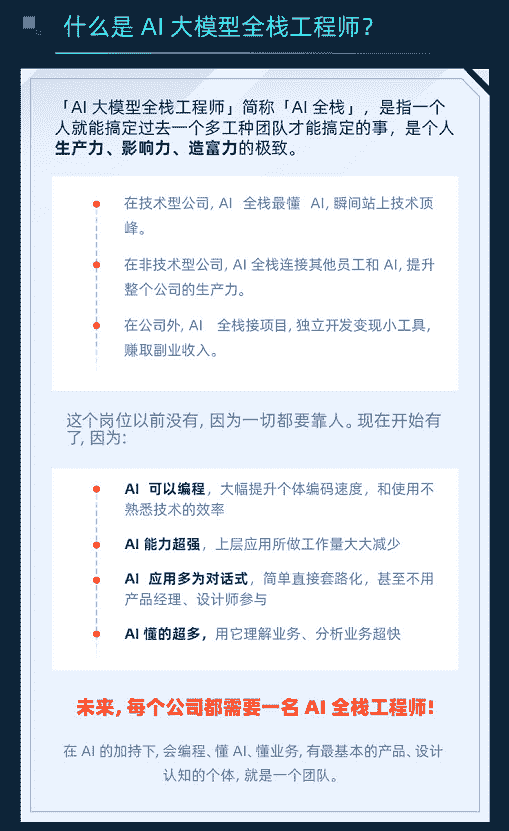 什么是 AI 大模型全栈工程师？
「AI 大模型全栈工程师」简称「AI 全栈」，是指一个
人就能搞定过去一个多工种团队才能搞定的事，是个人
生产力、影响力、造富力的极致。
在技术型公司, AI 全栈最懂 AI, 瞬间站上技术顶
峰。
在非技术型公司, AI 全栈连接其他员工和 AI, 提升
整个公司的生产力。
在公司外, AI 全栈接项目, 独立开发变现小工具,
赚取副业收入。
这个岗位以前没有, 因为一切都要靠人。现在开始有
了, 因为:
AI 可以编程，大幅提升个体编码速度，和使用不
熟悉技术的效率
AI 能力超强，上层应用所做工作量大大减少
AI 应用多为对话式，简单直接套路化，甚至不用
产品经理、设计师参与
AI 懂的超多，用它理解业务、分析业务超快
未来, 每个公司都需要一名 AI 全栈工程师!
在 AI 的加持下, 会编程、懂 AI、懂业务, 有最基本的产品、设计
认知的个体, 就是一个团队。